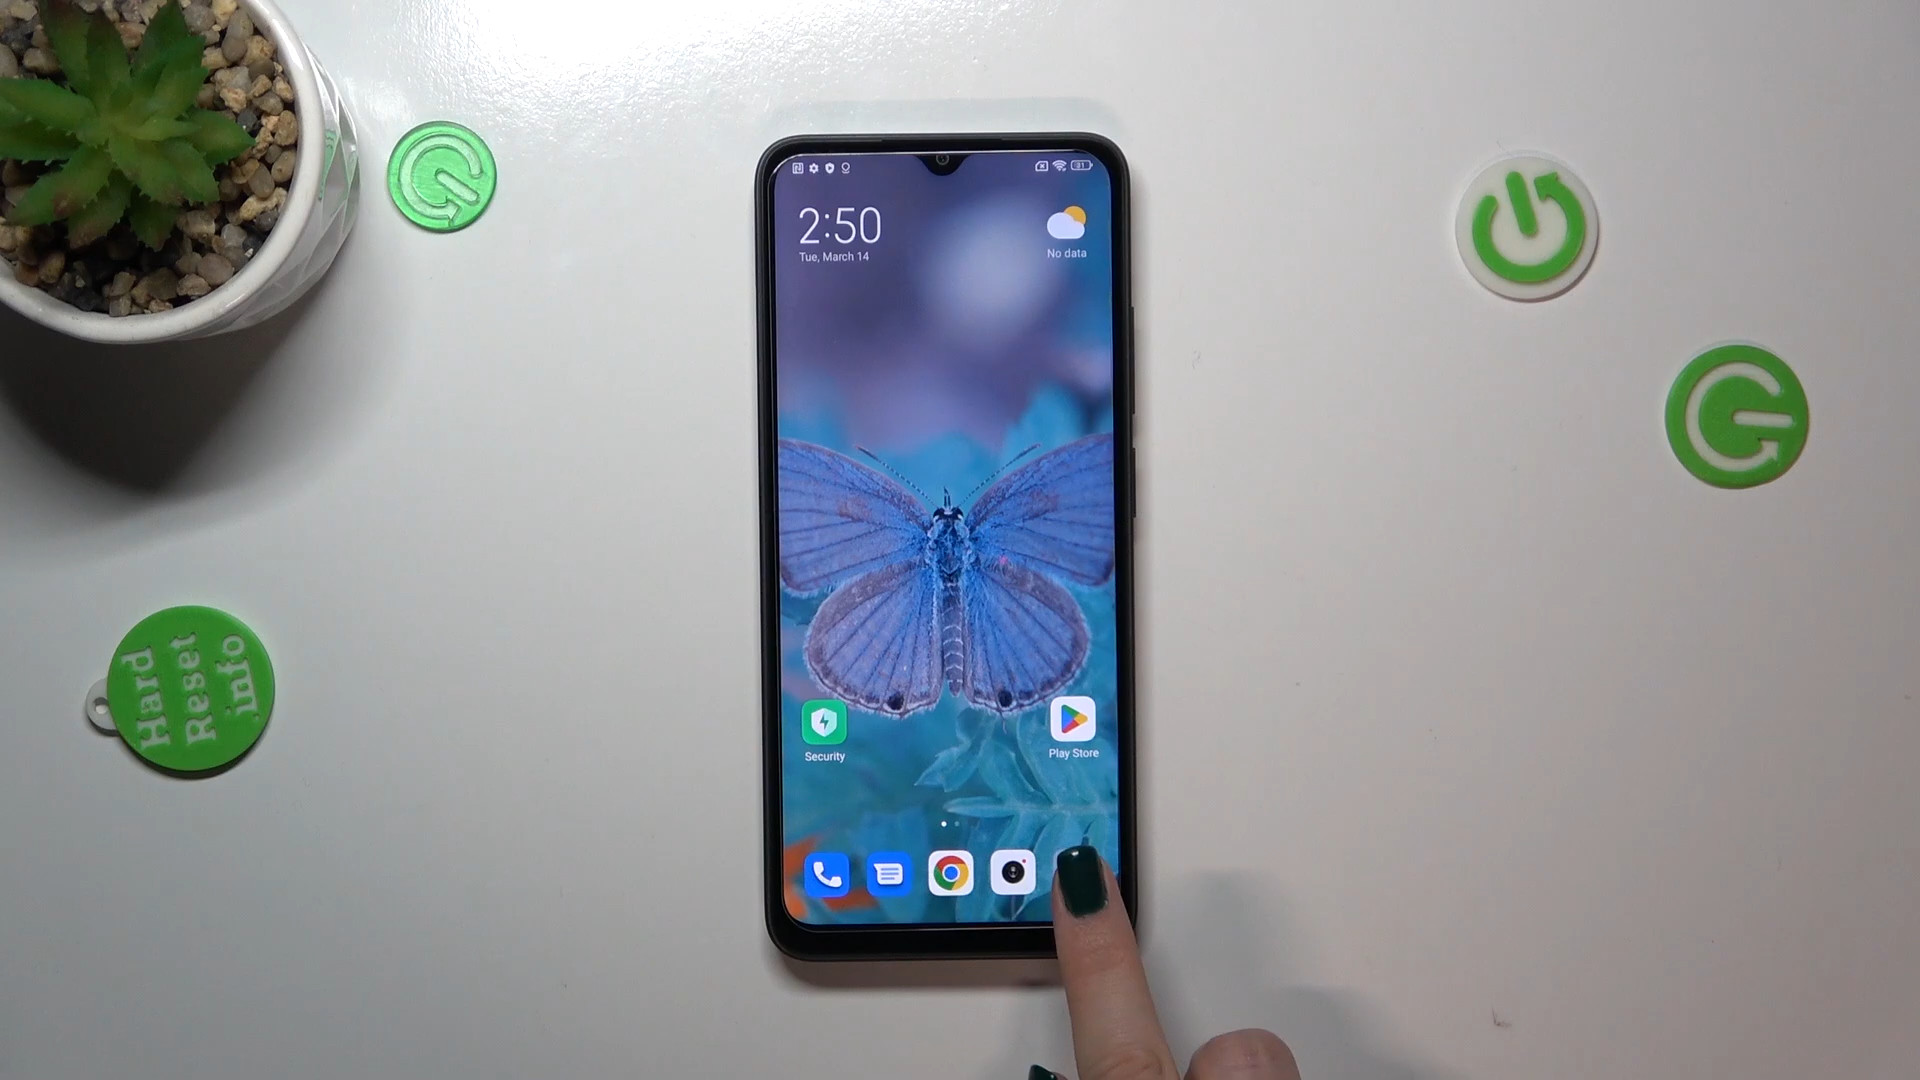 2:50
Tue, March 14
No data
Security
Play Store
Hard
Reset
.info